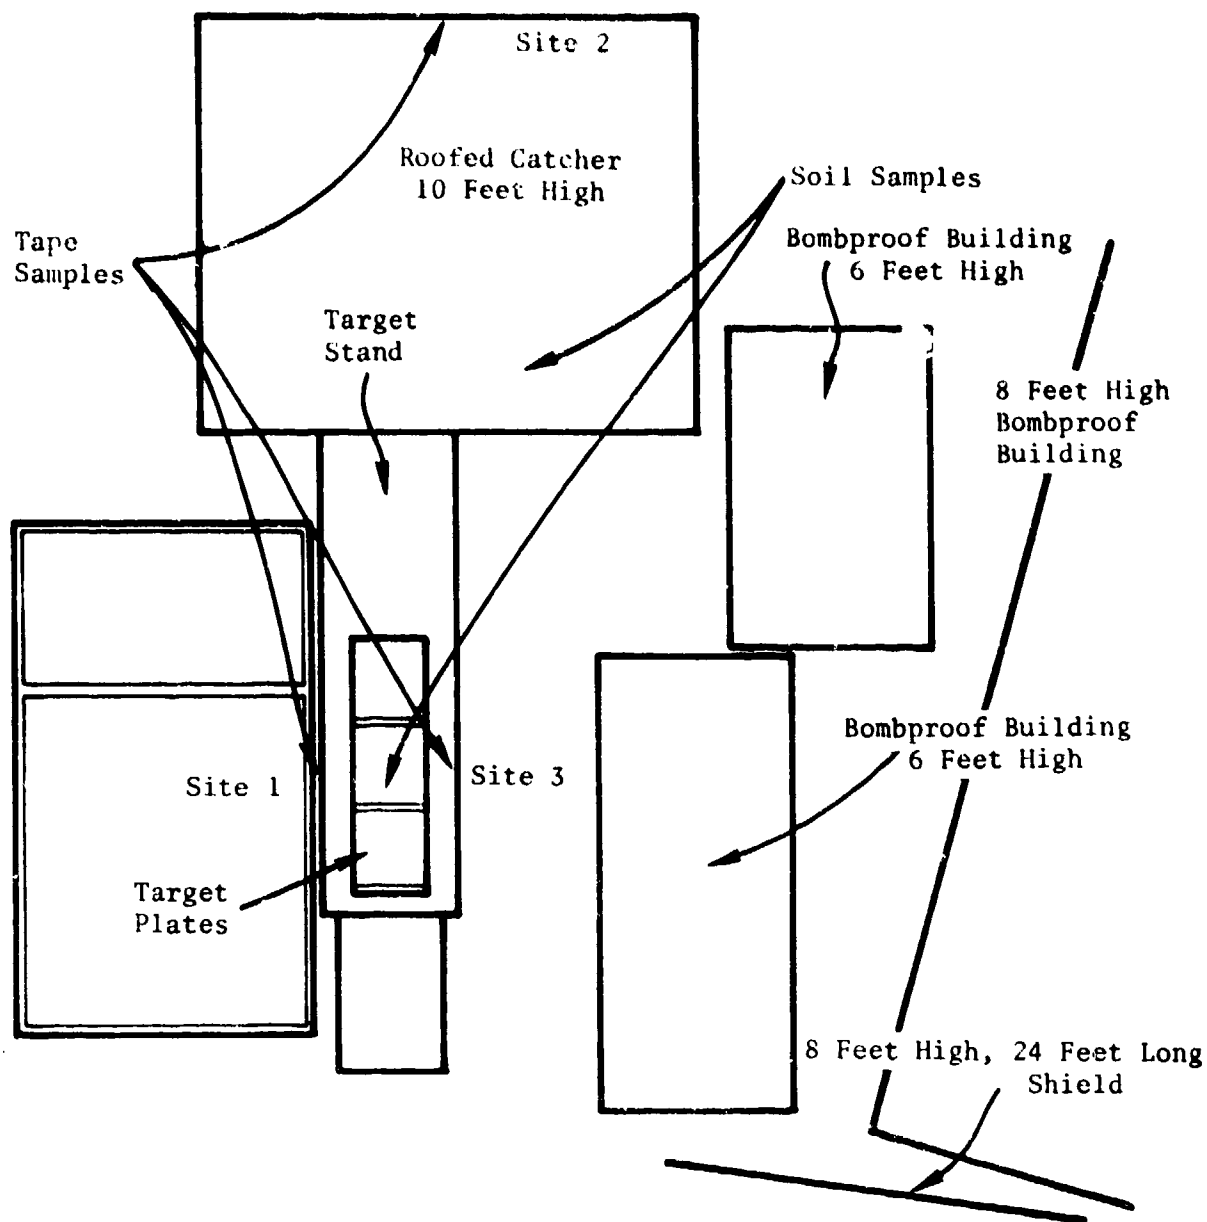 Site 2
Roofed Catcher
10 Feet High
Soil Samples
Tape
Samples
Bombproof Building
6 Feet High
Target
Stand
8 Feet High
Bombproof
Building
Bombproof Building
6 Feet High
Site 1
Site 3
Target
Plates
8 Feet High, 24 Feet Long
Shield